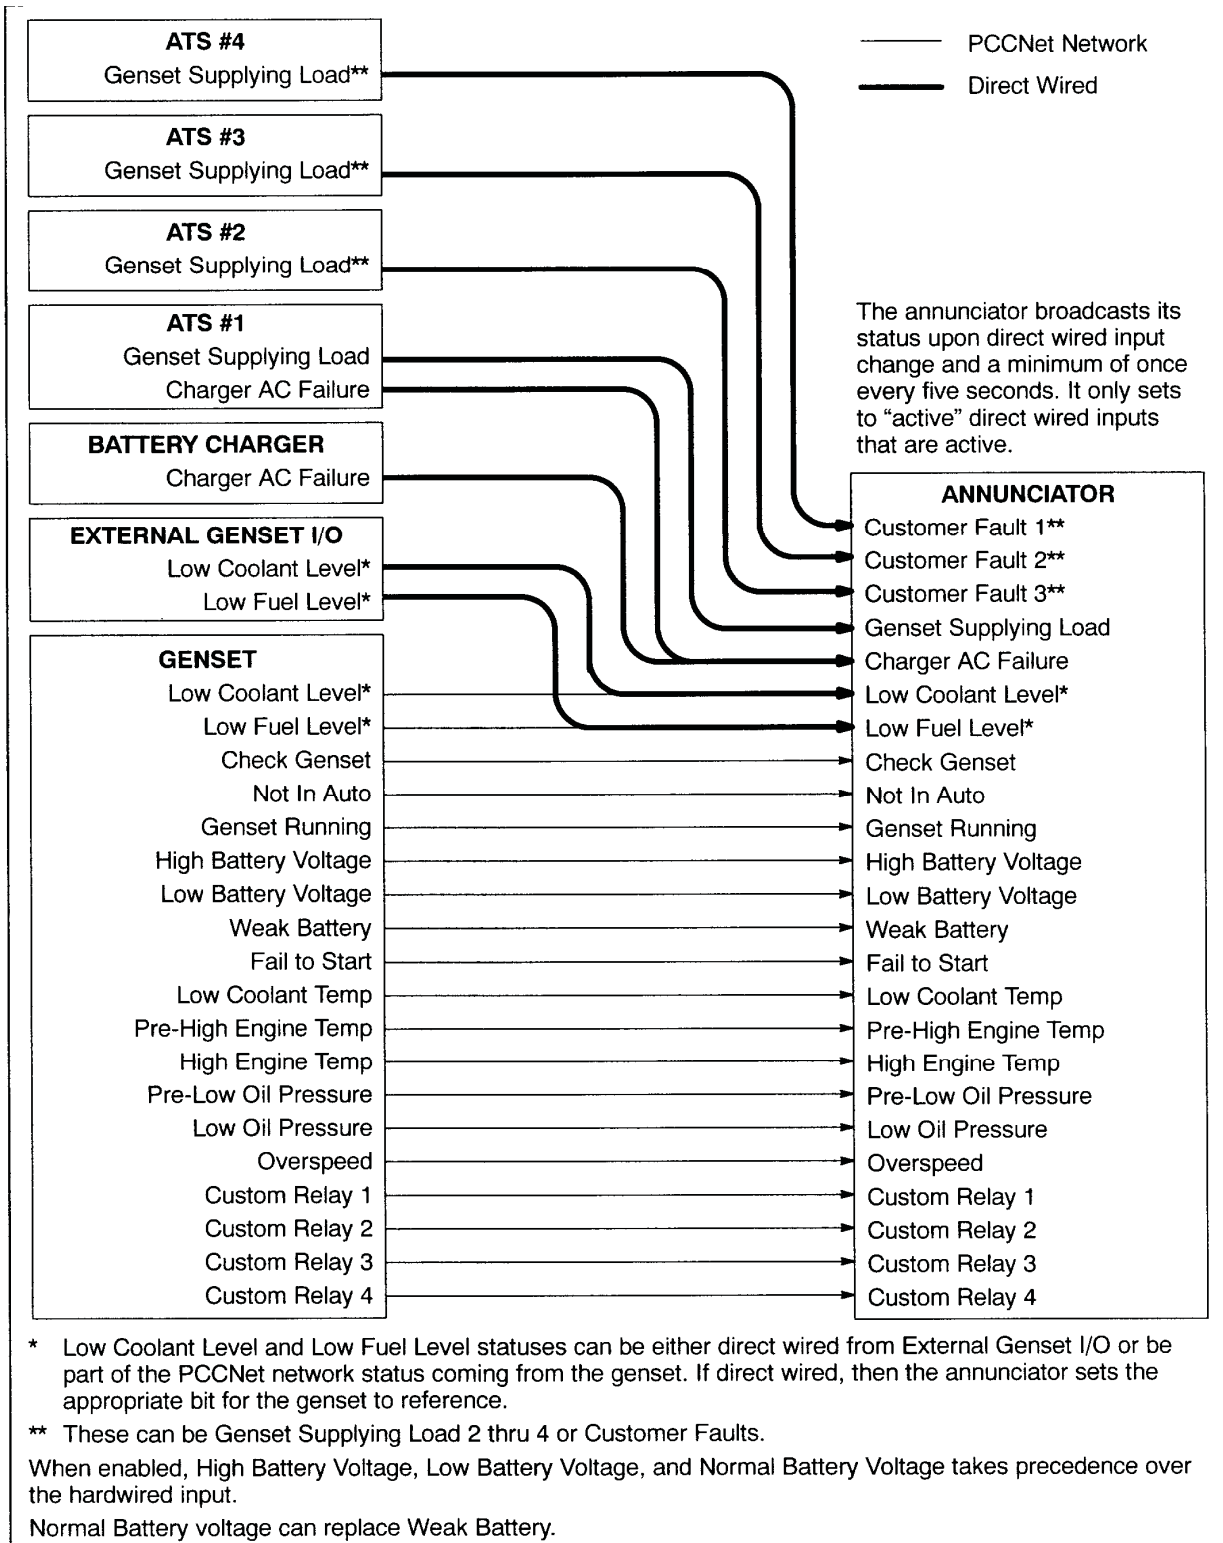 ATS #4
Genset Supplying Load**
PCCNet Network
Direct Wired
ATS #3
Genset Supplying Load**
ATS #2
Genset Supplying Load**
ATS #1
Genset Supplying Load
Charger AC Failure
The annunciator broadcasts its
status upon direct wired input
change and a minimum of once
every five seconds. It only sets
to “active” direct wired inputs
that are active.
BATTERY CHARGER
Charger AC Failure
EXTERNAL GENSET I/O
Low Coolant Level*
Low Fuel Level*
GENSET
Low Coolant Level*
Low Fuel Level*
Check Genset
Not In Auto
Genset Running
High Battery Voltage
Low Battery Voltage
Weak Battery
Fail to Start
Low Coolant Temp
Pre-High Engine Temp
High Engine Temp
Pre-Low Oil Pressure
Low Oil Pressure
Overspeed
Custom Relay 1
Custom Relay 2
Custom Relay 3
Custom Relay 4
ANNUNCIATOR
Customer Fault 1**
Customer Fault 2**
Customer Fault 3**
Genset Supplying Load
Charger AC Failure
Low Coolant Level*
Low Fuel Level*
Check Genset
Not In Auto
Genset Running
High Battery Voltage
Low Battery Voltage
Weak Battery
Fail to Start
Low Coolant Temp
Pre-High Engine Temp
High Engine Temp
Pre-Low Oil Pressure
Low Oil Pressure
Overspeed
Custom Relay 1
Custom Relay 2
Custom Relay 3
Custom Relay 4
* Low Coolant Level and Low Fuel Level statuses can be either direct wired from External Genset I/O or be
part of the PCCNet network status coming from the genset. If direct wired, then the annunciator sets the
appropriate bit for the genset to reference.
** These can be Genset Supplying Load 2 thru 4 or Customer Faults.
When enabled, High Battery Voltage, Low Battery Voltage, and Normal Battery Voltage takes precedence over
the hardwired input.
Normal Battery voltage can replace Weak Battery.